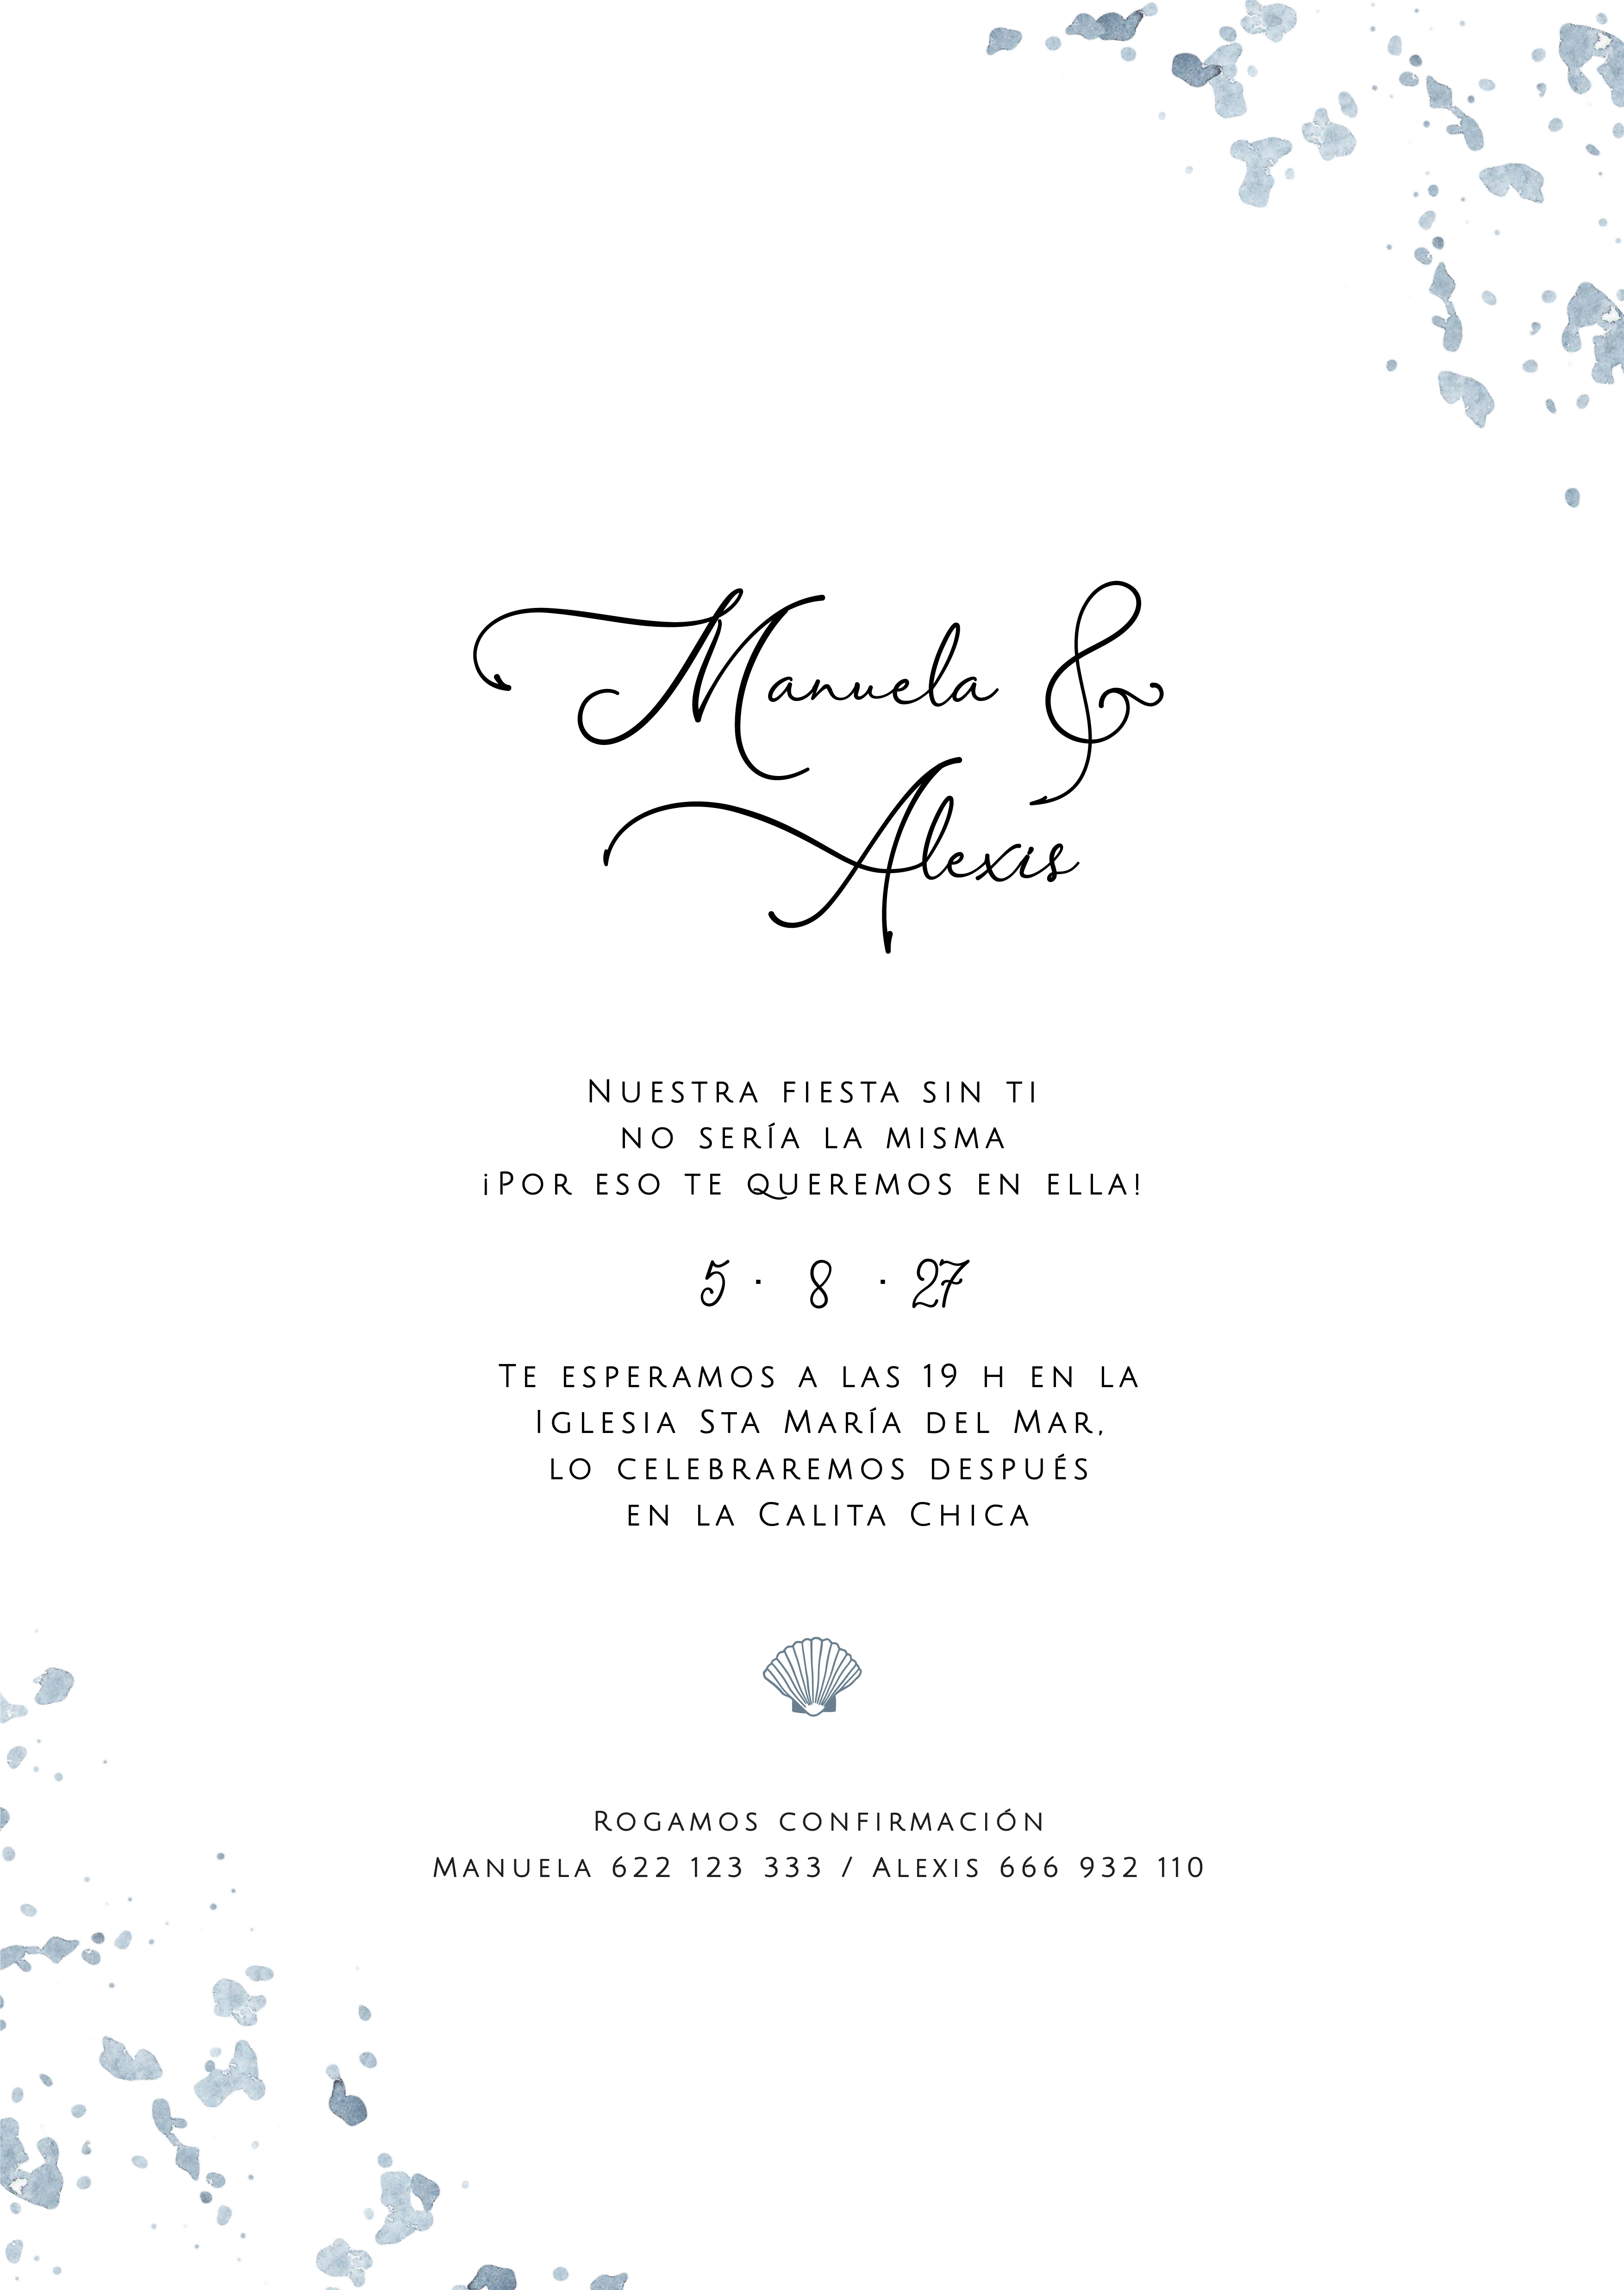 Manuela &
Alexis
Nuestra fiesta sin ti
no sería la misma
¡Por eso te queremos en ella!
5 · 8 · 27
Te esperamos a las 19 h en la
Iglesia Sta María del Mar,
lo celebraremos después
en la Calita Chica
Rogamos confirmación
Manuela 622 123 333 / Alexis 666 932 110